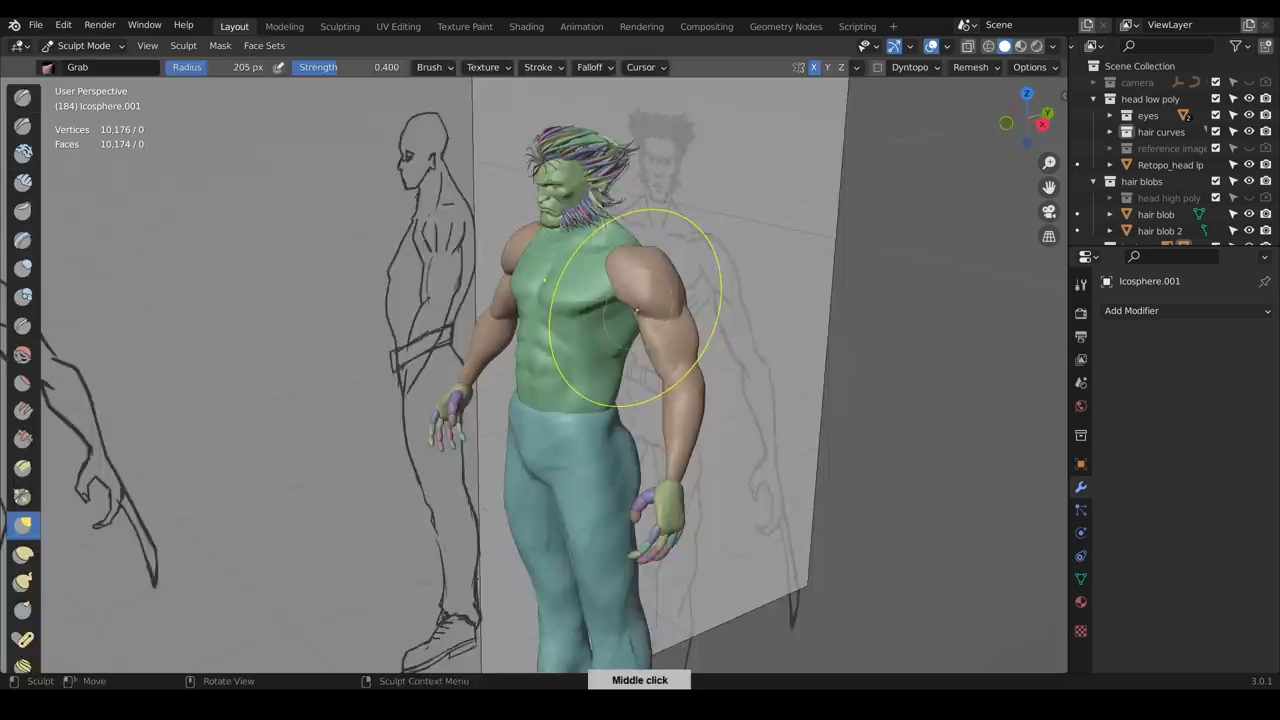 File Edit Render Window Help Layout Modeling Sculpting UV Editing Texture Paint Shading Animation Rendering Compositing Geometry Nodes Scripting + Scene ViewLayer
Sculpt Mode View Sculpt Mask Face Sets
Grab Radius 205 px Strength 0.400 Brush Texture Stroke Falloff Cursor X Y Z Dyntopo Remesh Options
User Perspective
(184) Icosphere.001
Vertices 10,176 / 0
Faces 10,174 / 0
Z
Y
X
Scene Collection
camera
head low poly
eyes
2
hair curves
reference image
Retopo_head lp
hair blobs
head high poly
hair blob
hair blob 2
Icosphere.001
Add Modifier
Sculpt Move Rotate View Sculpt Context Menu Middle click 3.0.1